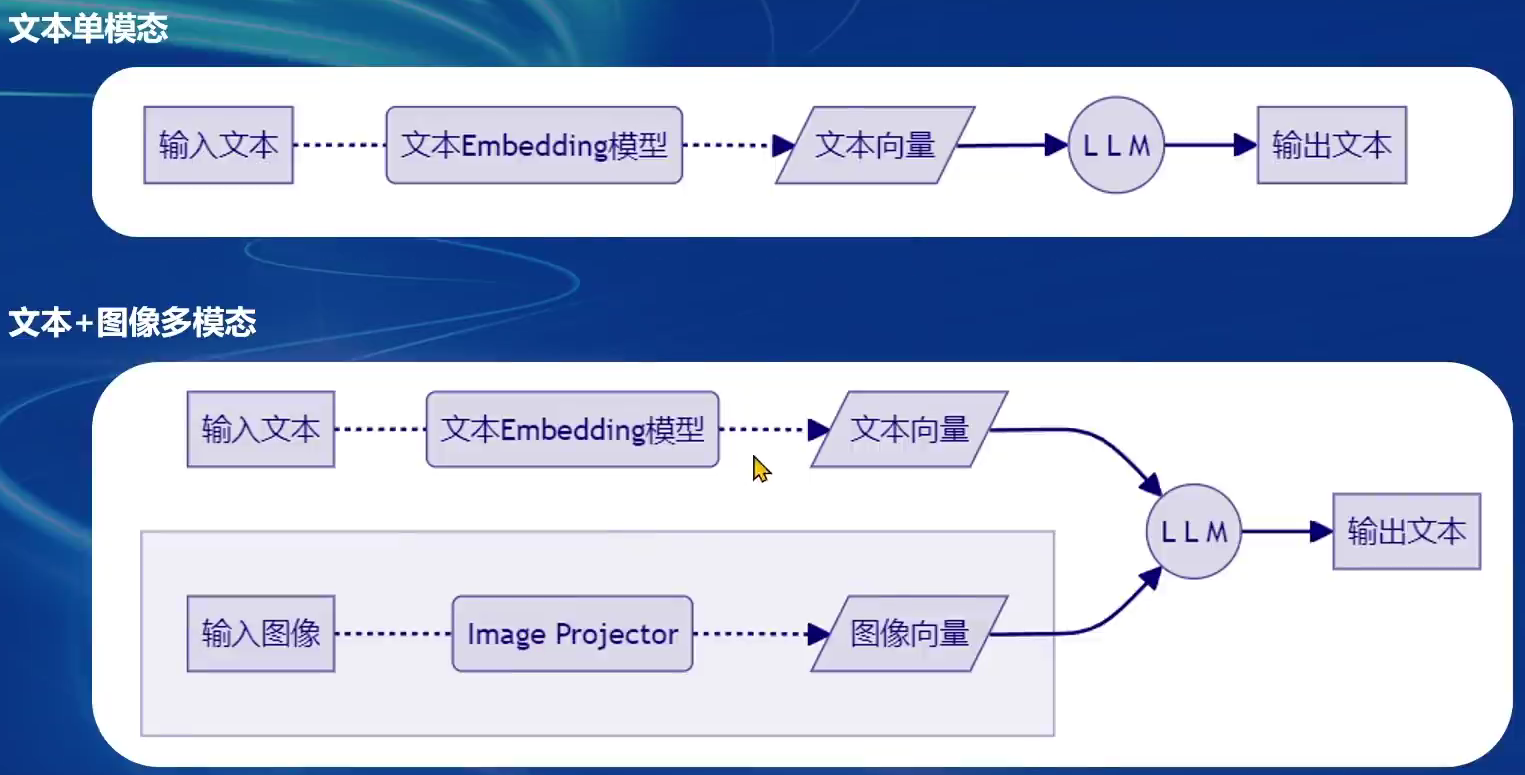 文本单模态
输入文本
文本Embedding模型
文本向量
LLM
输出文本
文本+图像多模态
输入文本
文本Embedding模型
文本向量
LLM
输出文本
输入图像
Image Projector
图像向量